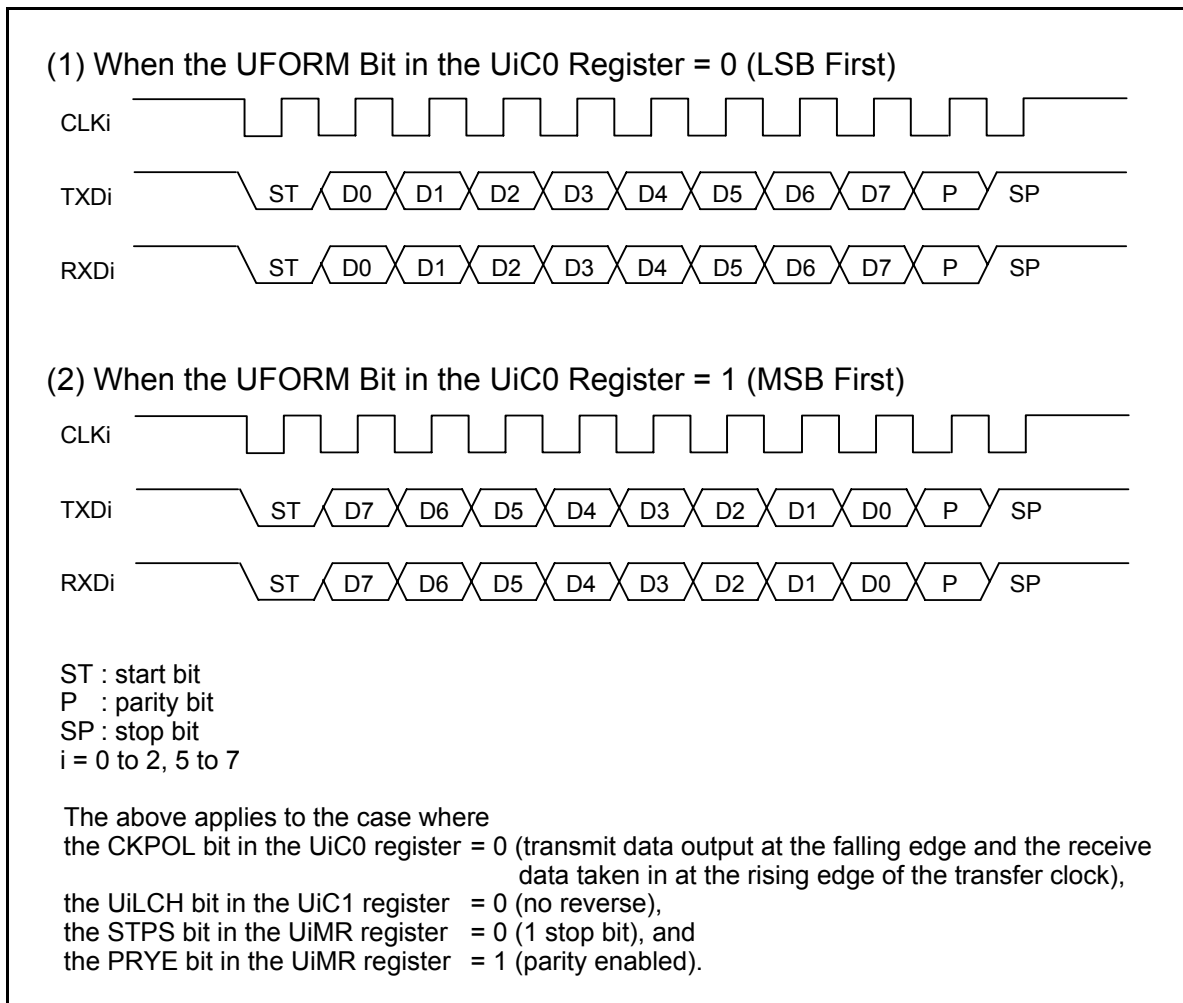 (1) When the UFORM Bit in the UiC0 Register = 0 (LSB First)
CLKi
TXDi ST D0 D1 D2 D3 D4 D5 D6 D7 P SP
RXDi ST D0 D1 D2 D3 D4 D5 D6 D7 P SP
(2) When the UFORM Bit in the UiC0 Register = 1 (MSB First)
CLKi
TXDi ST D7 D6 D5 D4 D3 D2 D1 D0 P SP
RXDi ST D7 D6 D5 D4 D3 D2 D1 D0 P SP
ST : start bit
P : parity bit
SP : stop bit
i = 0 to 2, 5 to 7
The above applies to the case where
the CKPOL bit in the UiC0 register = 0 (transmit data output at the falling edge and the receive
data taken in at the rising edge of the transfer clock),
the UiLCH bit in the UiC1 register = 0 (no reverse),
the STPS bit in the UiMR register = 0 (1 stop bit), and
the PRYE bit in the UiMR register = 1 (parity enabled).